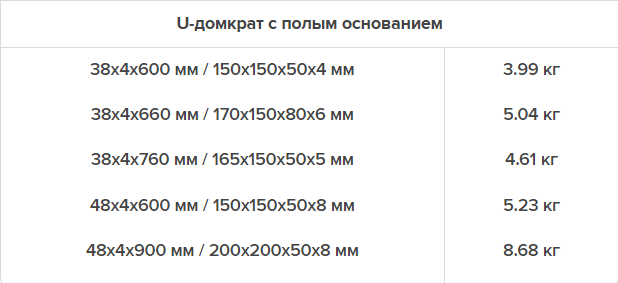 U-домкрат с полым основанием
38x4x600 мм / 150x150x50x4 мм 3.99 кг
38x4x660 мм / 170x150x80x6 мм 5.04 кг
38x4x760 мм / 165x150x50x5 мм 4.61 кг
48x4x600 мм / 150x150x50x8 мм 5.23 кг
48x4x900 мм / 200x200x50x8 мм 8.68 кг